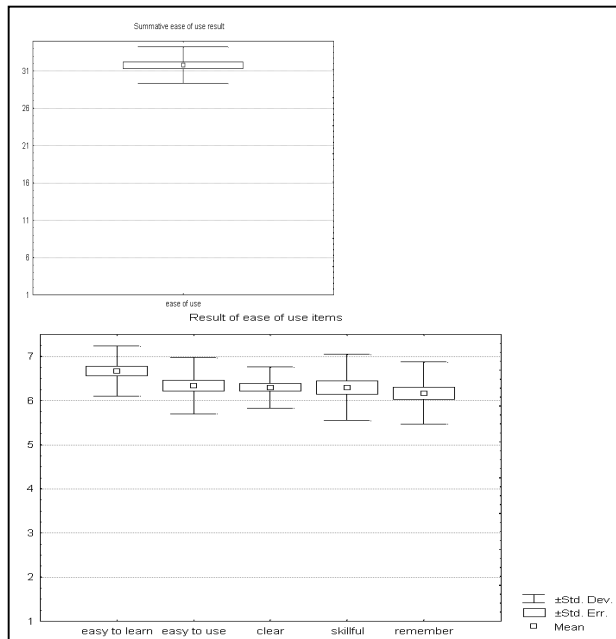 Summative ease of use result
31
26
21
16
11
6
1
ease of use
Result of ease of use items
7
6
5
4
3
2
1
easy to learn easy to use clear skillful remember
±Std. Dev.
±Std. Err.
Mean